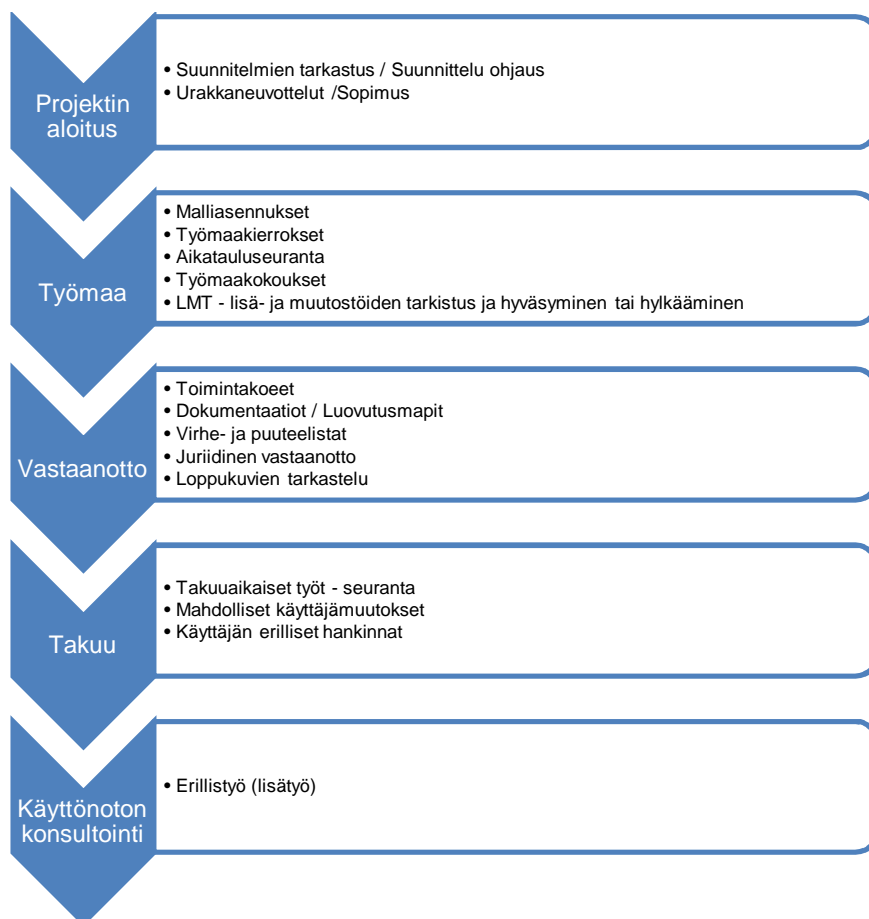 Projektin
aloitus
• Suunnitelmien tarkastus / Suunnittelu ohjaus
• Urakkaneuvottelut /Sopimus
Työmaa
• Malliasennukset
• Työmaakierrokset
• Aikatauluseuranta
• Työmaakokoukset
• LMT - lisä- ja muutostöiden tarkistus ja hyväsyminen tai hylkääminen
Vastaanotto
• Toimintakoeet
• Dokumentaatiot / Luovutusmapit
• Virhe- ja puuteelistat
• Juriidinen vastaanotto
• Loppukuvien tarkastelu
Takuu
• Takuuaikaiset työt - seuranta
• Mahdolliset käyttäjämuutokset
• Käyttäjän erilliset hankinnat
Käyttönoton
konsultointi
• Erillistyö (lisätyö)